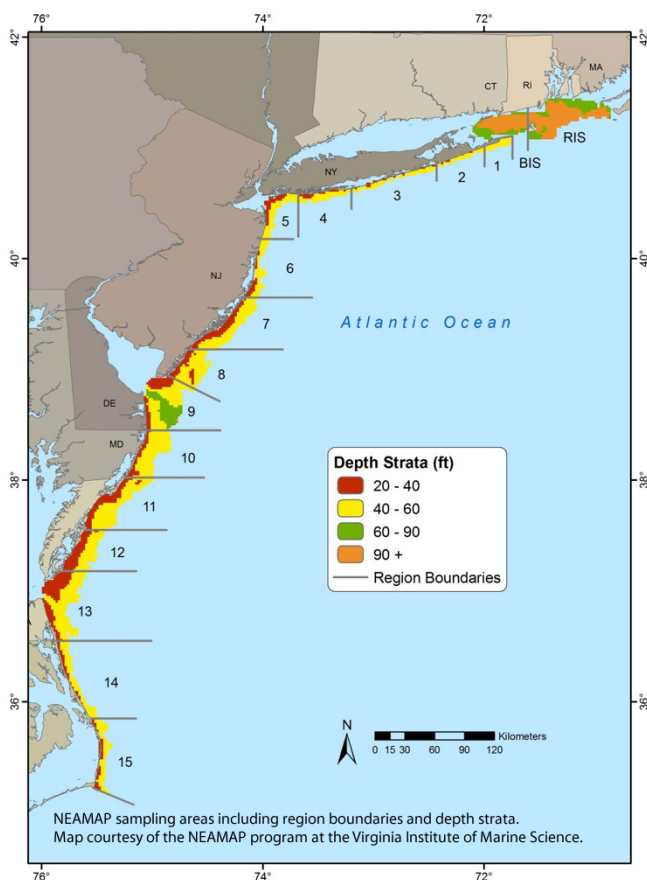 76°
74°
72°
42°
42°
MA
RI
CT
RIS
BIS
NY
1
2
3
4
5
40°
40°
6
NJ
7
Atlantic Ocean
8
DE
9
MD
10
38°
38°
11
12
13
Depth Strata (ft)
20 - 40
40 - 60
60 - 90
90 +
Region Boundaries
14
36°
36°
N
Kilometers
0 15 30 60 90 120
15
NEAMAP sampling areas including region boundaries and depth strata.
Map courtesy of the NEAMAP program at the Virginia Institute of Marine Science.
76°
74°
72°